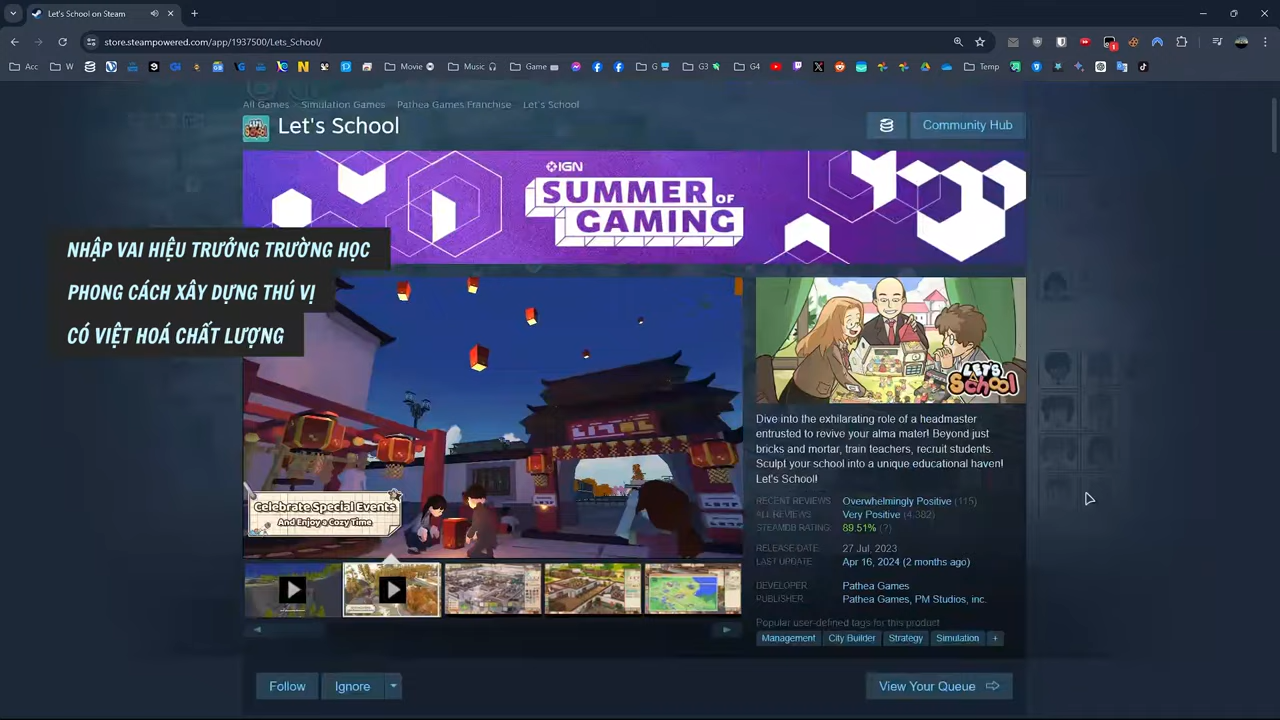 Let's School on Steam
store.steampowered.com/app/1937500/Lets_School/
Acc
W
Movie
Music
Game
G
G3
G4
Temp
1
All Games
Simulation Games
Pathea Games Franchise
Let's School
Let's School
Community Hub
IGN
SUMMER OF
GAMING
NHẬP VAI HIỆU TRƯỞNG TRƯỜNG HỌC
PHONG CÁCH XÂY DỰNG THÚ VỊ
CÓ VIỆT HOÁ CHẤT LƯỢNG
LET'S
School
Celebrate Special Events
And Enjoy a Cozy Time
Dive into the exhilarating role of a headmaster
entrusted to revive your alma mater! Beyond just
bricks and mortar, train teachers, recruit students
Sculpt your school into a unique educational haven!
Let's School!
RECENT REVIEWS: Overwhelmingly Positive (115)
ALL REVIEWS: Very Positive (4,382)
STEAMDB RATING: 89.51% (?)
RELEASE DATE: 27 Jul, 2023
LAST UPDATE: Apr 16, 2024 (2 months ago)
DEVELOPER: Pathea Games
PUBLISHER: Pathea Games, PM Studios, inc.
Popular user-defined tags for this product
Management
City Builder
Strategy
Simulation
+
Follow
Ignore
View Your Queue